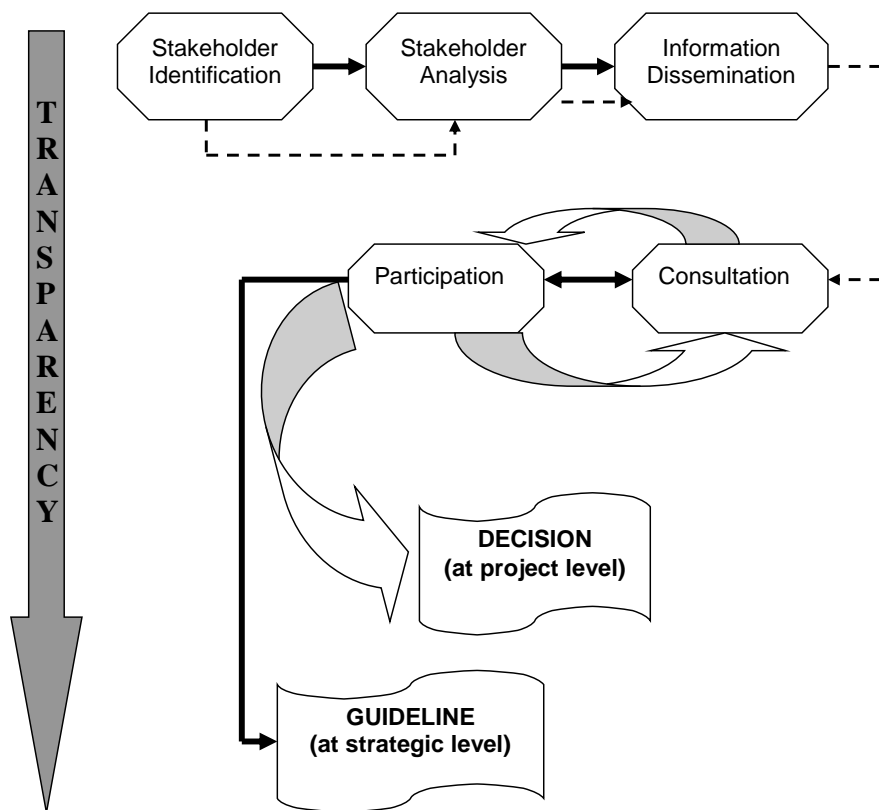 TRANSPARENCY
Stakeholder
Identification
Stakeholder
Analysis
Information
Dissemination
Participation
Consultation
DECISION
(at project level)
GUIDELINE
(at strategic level)